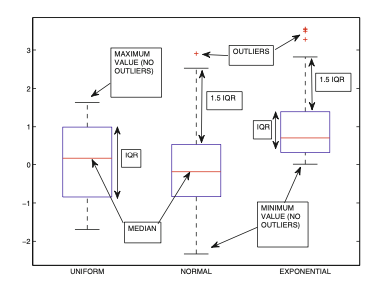 MAXIMUM
VALUE (NO
OUTLIERS)
OUTLIERS
3
2
1
0
−1
−2
1.5 IQR
1.5 IQR
IQR
IQR
MEDIAN
MINIMUM
VALUE (NO
OUTLIERS)
UNIFORM
NORMAL
EXPONENTIAL